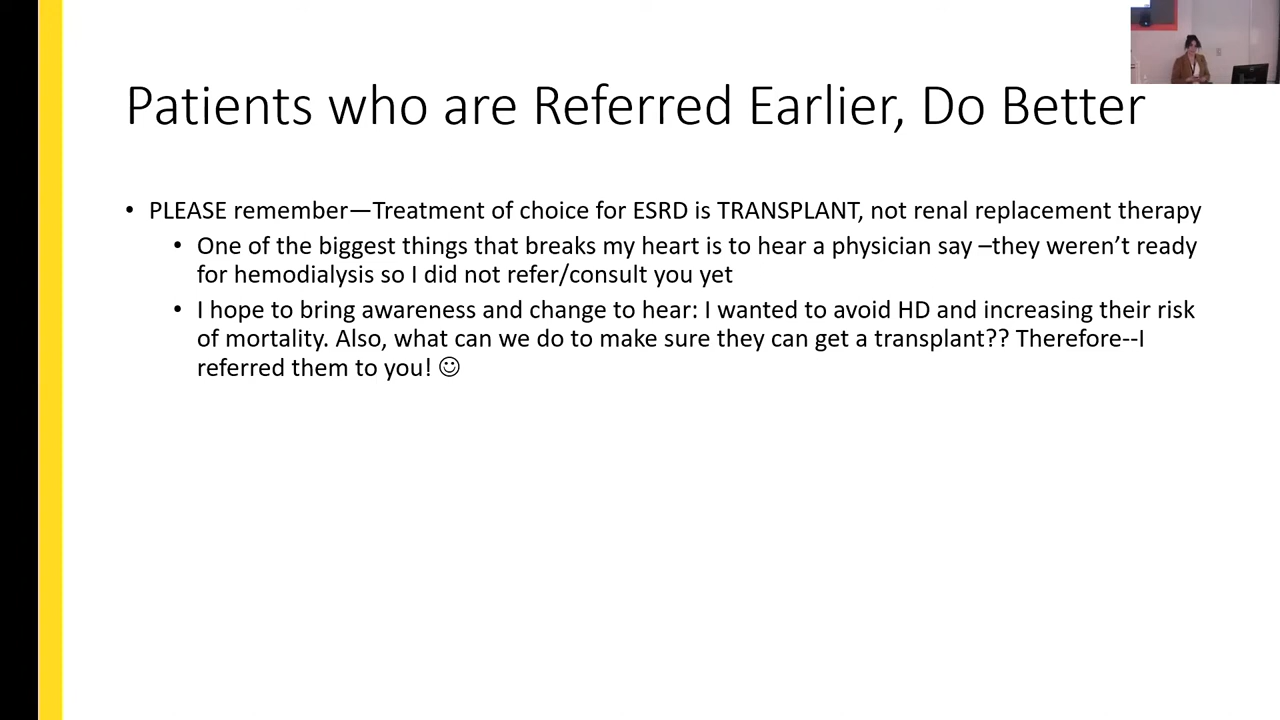 Patients who are Referred Earlier, Do Better
• PLEASE remember—Treatment of choice for ESRD is TRANSPLANT, not renal replacement therapy
• One of the biggest things that breaks my heart is to hear a physician say –they weren’t ready
for hemodialysis so I did not refer/consult you yet
• I hope to bring awareness and change to hear: I wanted to avoid HD and increasing their risk
of mortality. Also, what can we do to make sure they can get a transplant?? Therefore--I
referred them to you! ☺